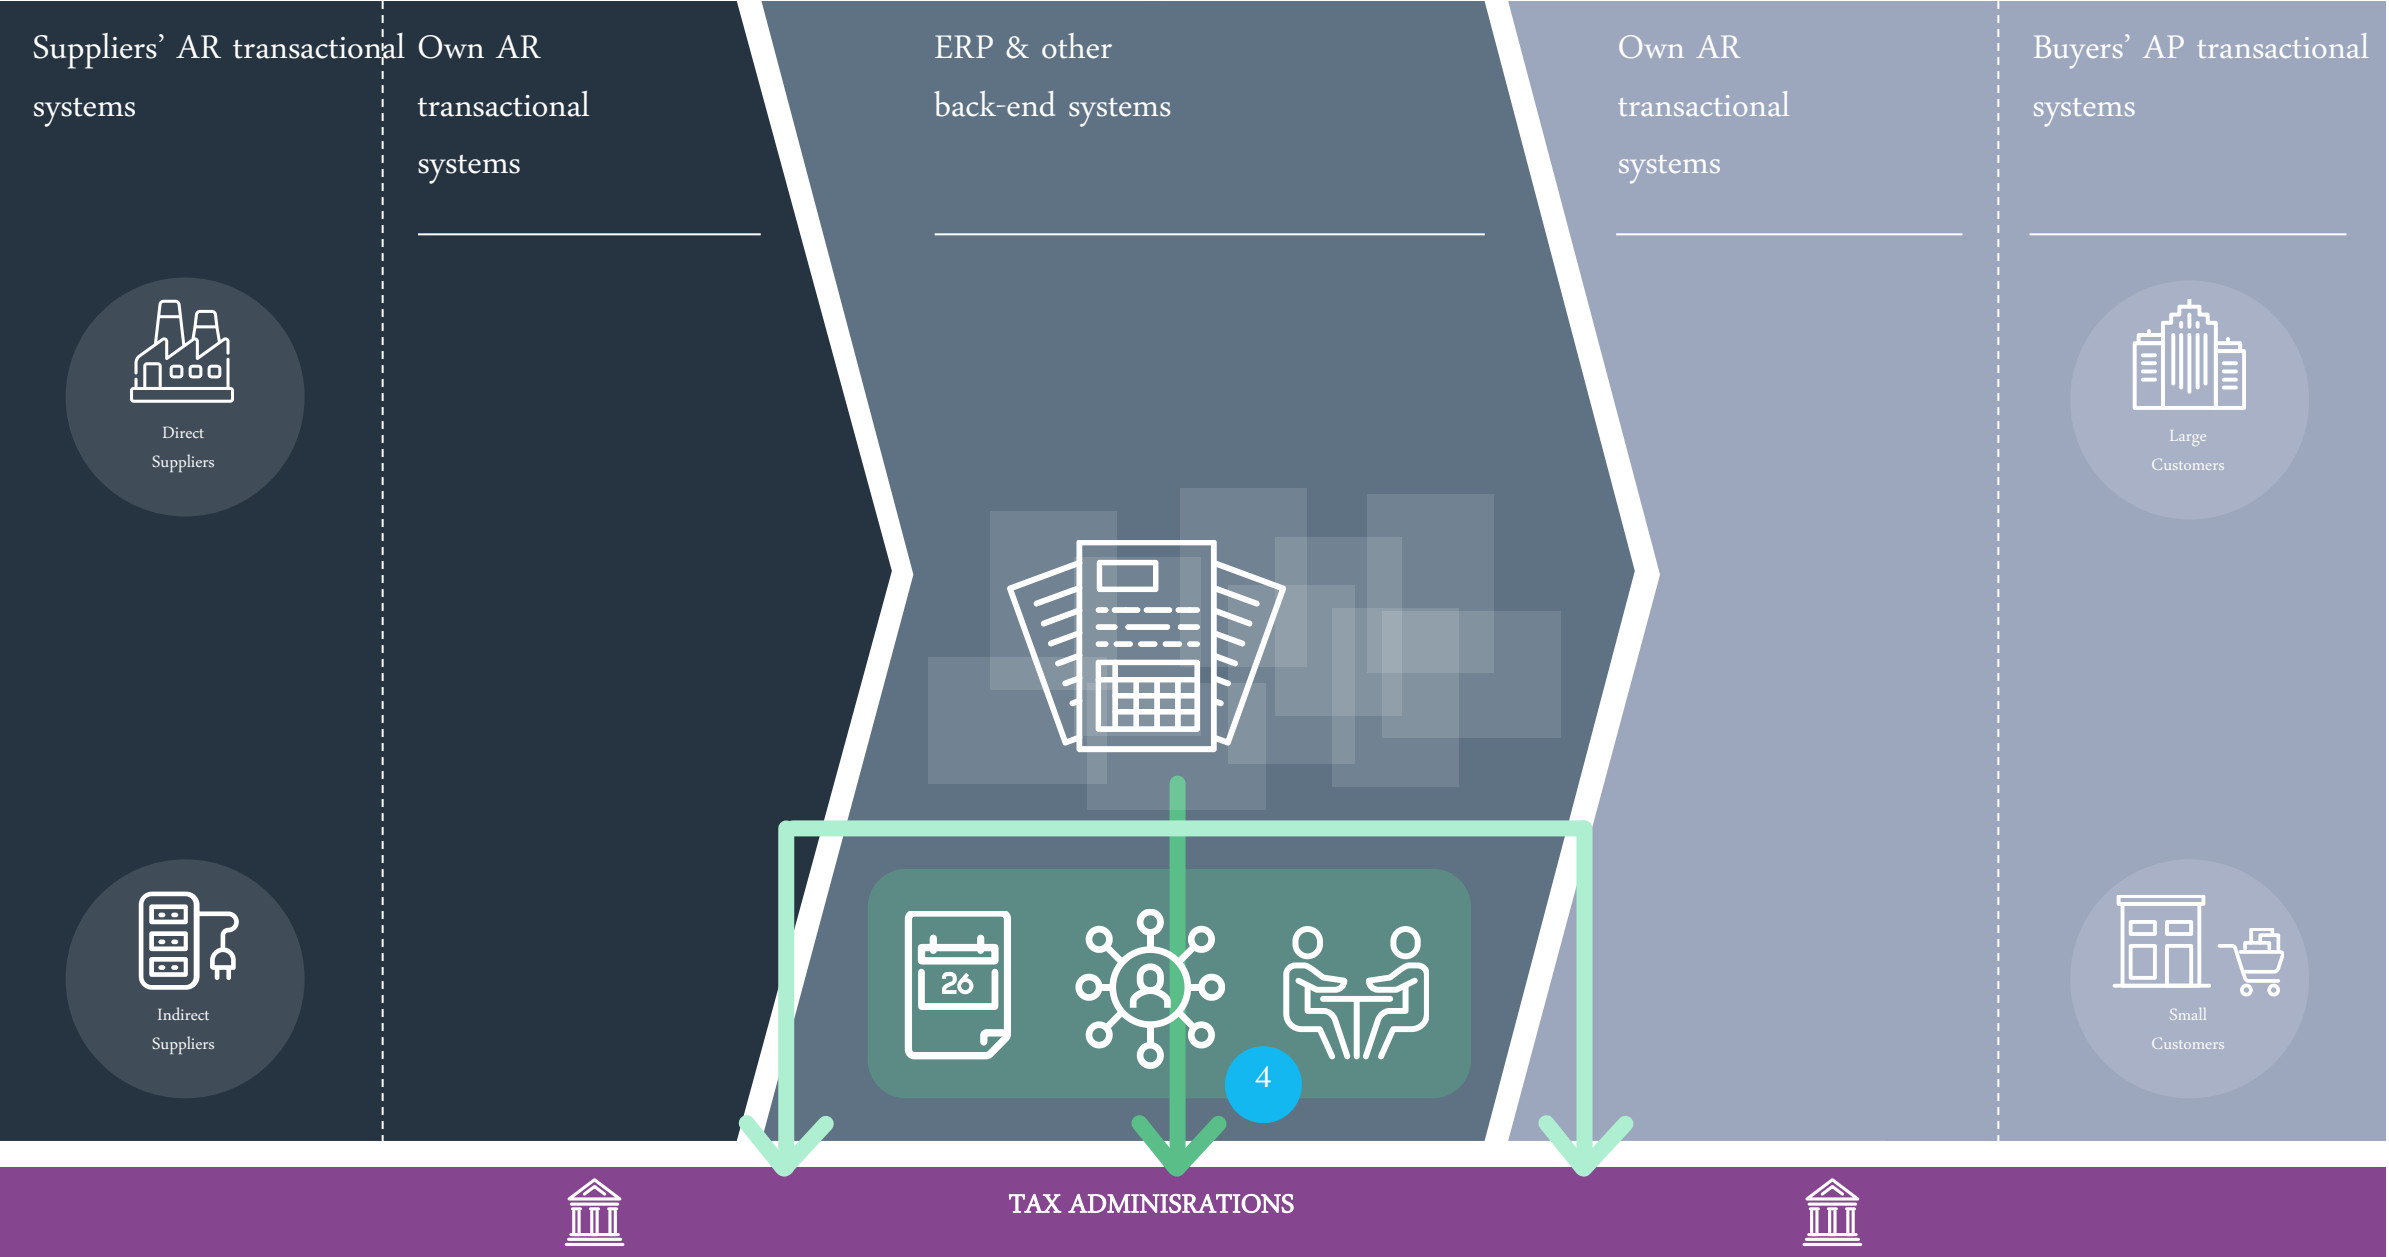 Suppliers’ AR transactional
systems
Own AR
transactional
systems
ERP & other
back-end systems
Own AR
transactional
systems
Buyers’ AP transactional
systems
Direct
Suppliers
Large
Customers
Indirect
Suppliers
26
4
Small
Customers
TAX ADMINISRATIONS